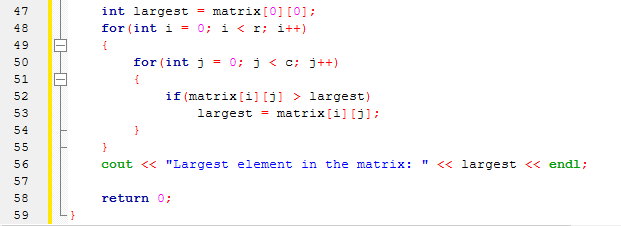 47 int largest = matrix[0][0];
48 for(int i = 0; i < r; i++)
49 {
50 for(int j = 0; j < c; j++)
51 {
52 if(matrix[i][j] > largest)
53 largest = matrix[i][j];
54 }
55 }
56 cout << "Largest element in the matrix: " << largest << endl;
57
58 return 0;
59 }